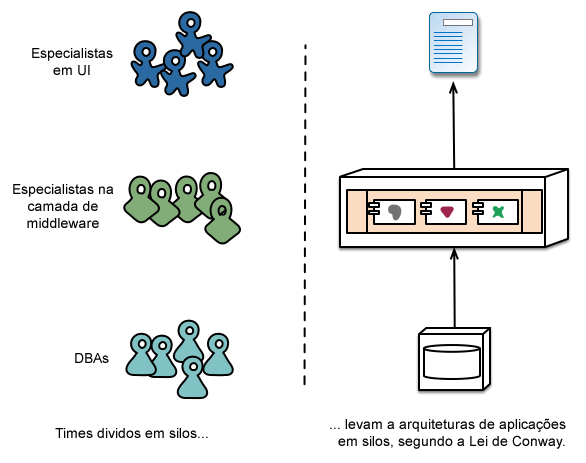 Especialistas
em UI
Especialistas na
camada de
middleware
DBAs
Times dividos em silos...
... levam a arquiteturas de aplicações
em silos, segundo a Lei de Conway.